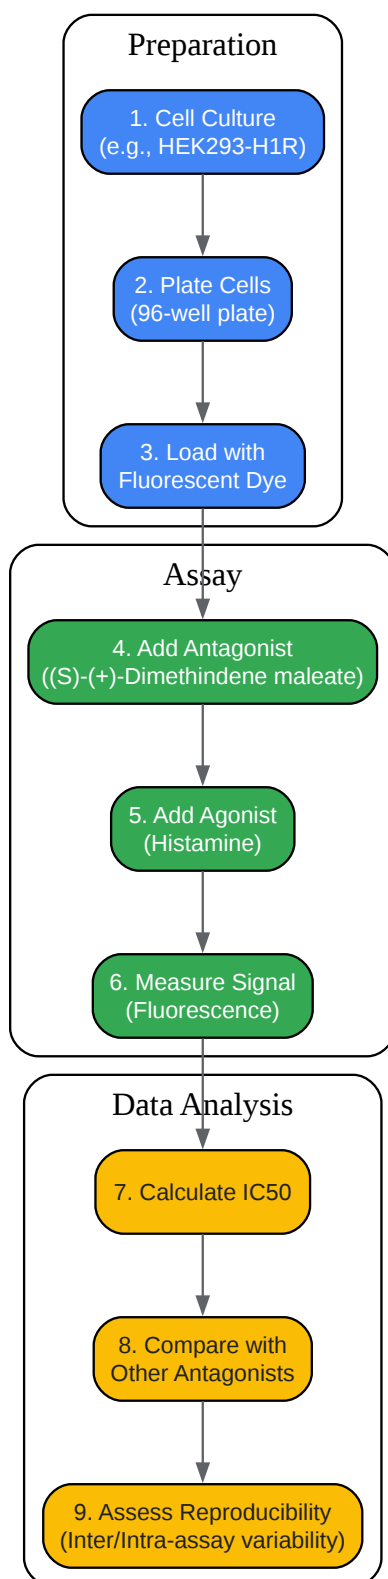 Preparation
1. Cell Culture
(e.g., HEK293-H1R)
2. Plate Cells
(96-well plate)
3. Load with
Fluorescent Dye
Assay
4. Add Antagonist
((S)-(+)-Dimethindene maleate)
5. Add Agonist
(Histamine)
6. Measure Signal
(Fluorescence)
Data Analysis
7. Calculate IC50
8. Compare with
Other Antagonists
9. Assess Reproducibility
(Inter/Intra-assay variability)